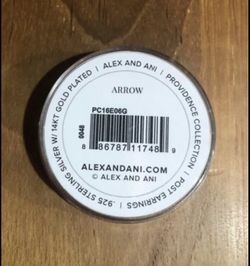 ARROW
PC16E06G
0048
8 86787 11748 9
ALEXANDANI.COM
© ALEX AND ANI
| ALEX AND ANI | PROVIDENCE COLLECTION | POST EARRINGS | .925 STERLING SILVER W/ 14KT GOLD PLATED